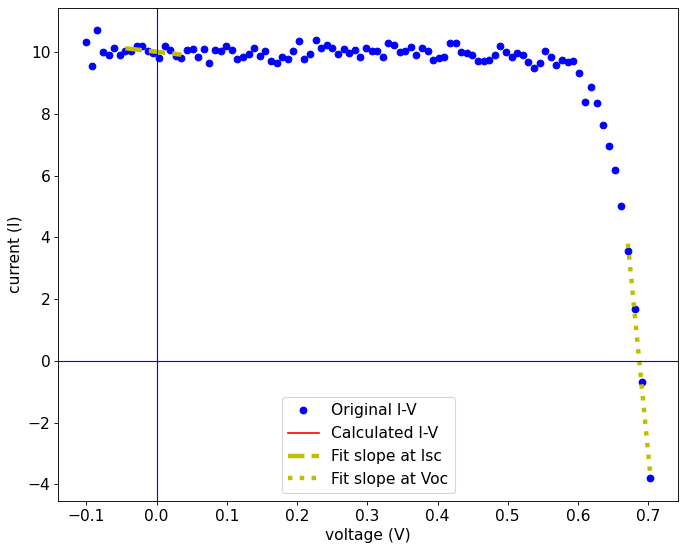 10
8
6
4
2
0
−2
−4
current (I)
Original I-V
Calculated I-V
Fit slope at Isc
Fit slope at Voc
−0.1 0.0 0.1 0.2 0.3 0.4 0.5 0.6 0.7
voltage (V)